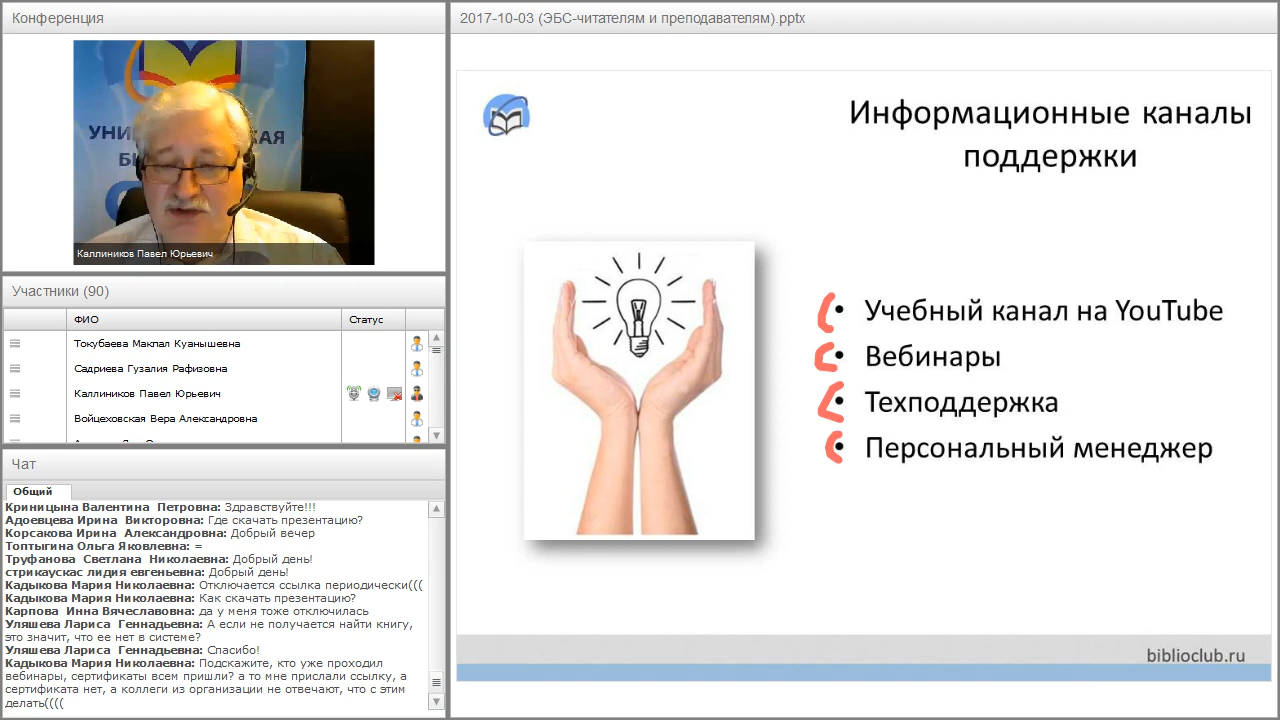 Конференция
УНИ
КАЯ
БИ
Каллиников Павел Юрьевич
Участники (90)
ФИО
Статус
Токубаева Макпал Куанышевна
Садриева Гузалия Рафизовна
Каллиников Павел Юрьевич
Войцеховская Вера Александровна
Чат
Общий
Криницына Валентина Петровна: Здравствуйте!!!
Адоевцева Ирина Викторовна: Где скачать презентацию?
Корсакова Ирина Александровна: Добрый вечер
Топтыгина Ольга Яковлевна: =
Труфанова Светлана Николаевна: Добрый день!
стрикаускас лидия евгеньевна: Добрый день!
Кадыкова Мария Николаевна: Отключается ссылка периодически(((
Кадыкова Мария Николаевна: Как скачать презентацию?
Карпова Инна Вячеславовна: да у меня тоже отключилась
Уляшева Лариса Геннадьевна: А если не получается найти книгу,
это значит, что ее нет в системе?
Уляшева Лариса Геннадьевна: Спасибо!
Кадыкова Мария Николаевна: Подскажите, кто уже проходил
вебинары, сертификаты всем пришли? а то мне прислали ссылку, а
сертификата нет, а коллеги в организации не отвечают, что с этим
делать((((
2017-10-03 (ЭБС-читателям и преподавателям).pptx
Информационные каналы
поддержки
• Учебный канал на YouTube
• Вебинары
• Техподдержка
• Персональный менеджер
biblioclub.ru